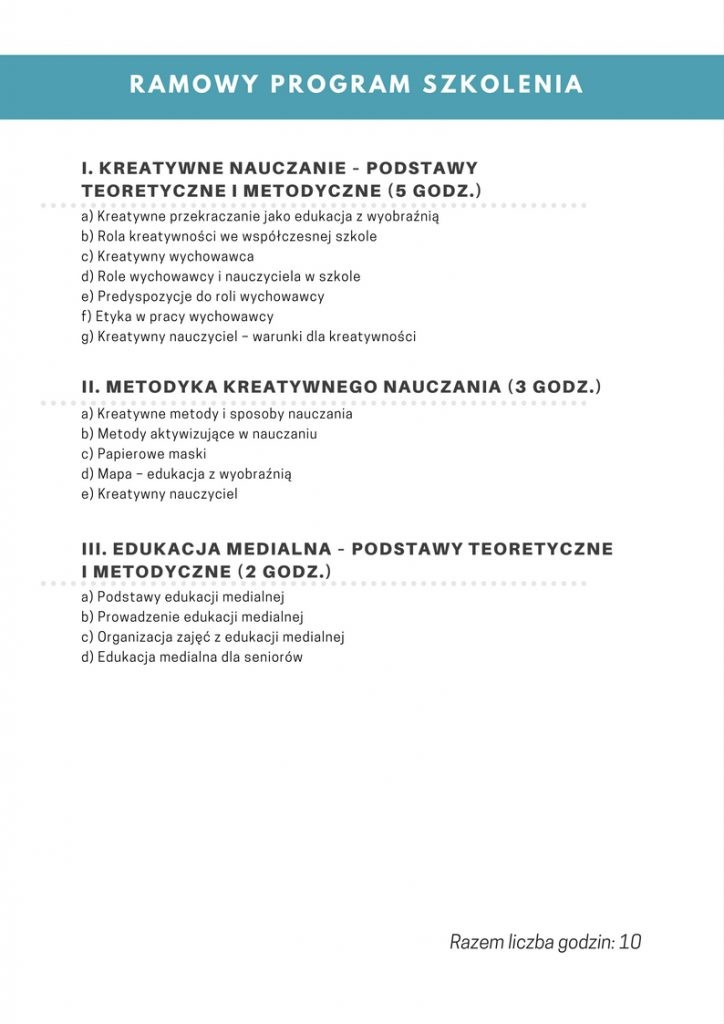 RAMOWY PROGRAM SZKOLENIA
I. KREATYWNE NAUCZANIE - PODSTAWY
TEORETYCZNE I METODYCZNE (5 GODZ.)
a) Kreatywne przekraczanie jako edukacja z wyobraźnią
b) Rola kreatywności we współczesnej szkole
c) Kreatywny wychowawca
d) Role wychowawcy i nauczyciela w szkole
e) Predyspozycje do roli wychowawcy
f) Etyka w pracy wychowawcy
g) Kreatywny nauczyciel – warunki dla kreatywności
II. METODYKA KREATYWNEGO NAUCZANIA (3 GODZ.)
a) Kreatywne metody i sposoby nauczania
b) Metody aktywizujące w nauczaniu
c) Papierowe maski
d) Mapa – edukacja z wyobraźnią
e) Kreatywny nauczyciel
III. EDUKACJA MEDIALNA - PODSTAWY TEORETYCZNE
I METODYCZNE (2 GODZ.)
a) Podstawy edukacji medialnej
b) Prowadzenie edukacji medialnej
c) Organizacja zajęć z edukacji medialnej
d) Edukacja medialna dla seniorów
Razem liczba godzin: 10